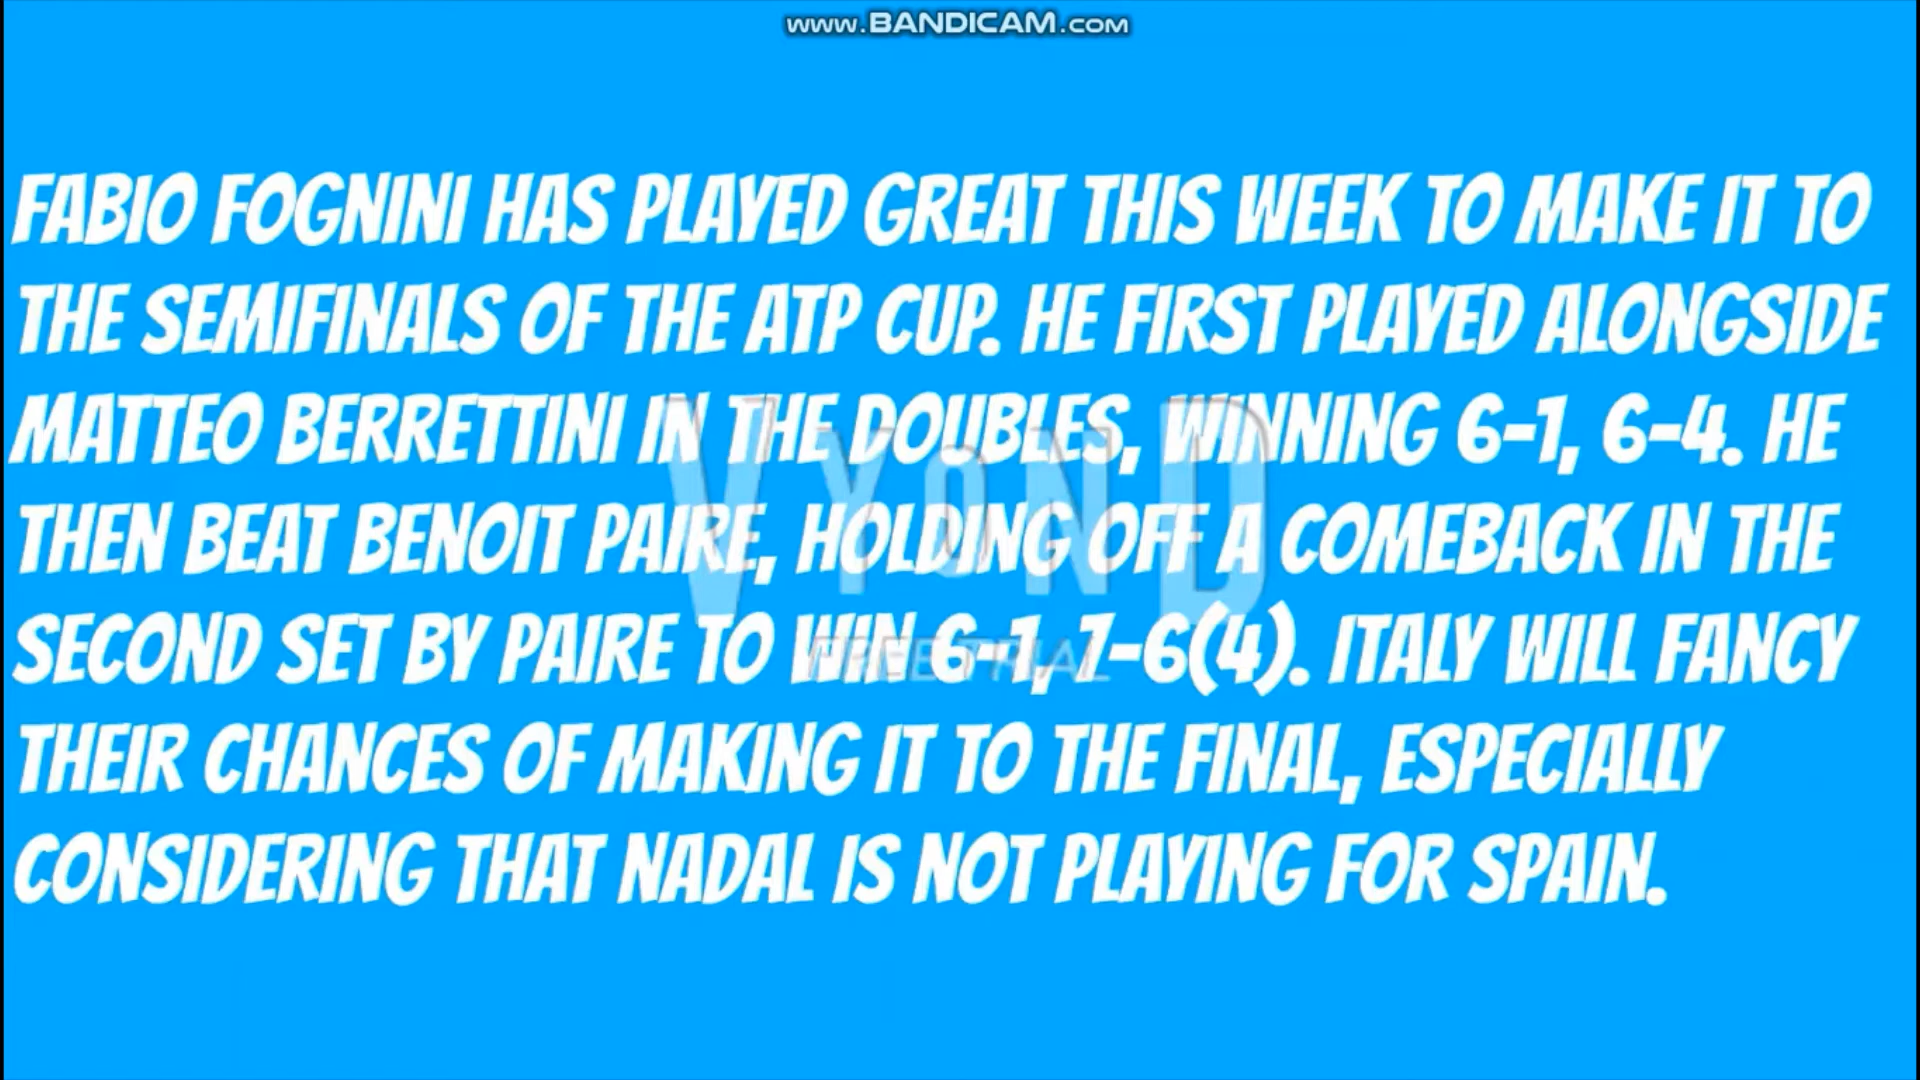 www.BANDICAM.com
FABIO FOGNINI HAS PLAYED GREAT THIS WEEK TO MAKE IT TO
THE SEMIFINALS OF THE ATP CUP. HE FIRST PLAYED ALONGSIDE
MATTEO BERRETTINI IN THE DOUBLES, WINNING 6-1, 6-4. HE
THEN BEAT BENOIT PAIRE, HOLDING OFF A COMEBACK IN THE
SECOND SET BY PAIRE TO WIN 6-1, 7-6(4). ITALY WILL FANCY
THEIR CHANCES OF MAKING IT TO THE FINAL, ESPECIALLY
CONSIDERING THAT NADAL IS NOT PLAYING FOR SPAIN.
VYOND
FREE TRIAL